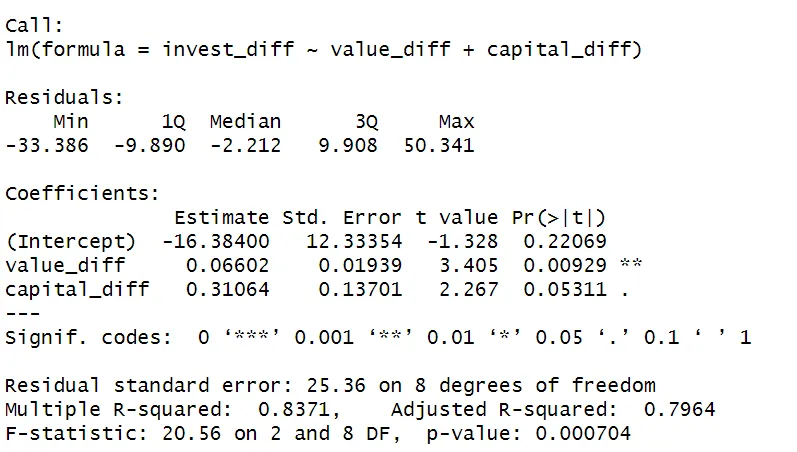 Call:
lm(formula = invest_diff ~ value_diff + capital_diff)
Residuals:
Min 1Q Median 3Q Max
-33.386 -9.890 -2.212 9.908 50.341
Coefficients:
Estimate Std. Error t value Pr(>|t|)
(Intercept) -16.38400 12.33354 -1.328 0.22069
value_diff 0.06602 0.01939 3.405 0.00929 **
capital_diff 0.31064 0.13701 2.267 0.05311 .
---
Signif. codes: 0 ‘***’ 0.001 ‘**’ 0.01 ‘*’ 0.05 ‘.’ 0.1 ‘ ’ 1
Residual standard error: 25.36 on 8 degrees of freedom
Multiple R-squared: 0.8371, Adjusted R-squared: 0.7964
F-statistic: 20.56 on 2 and 8 DF, p-value: 0.000704